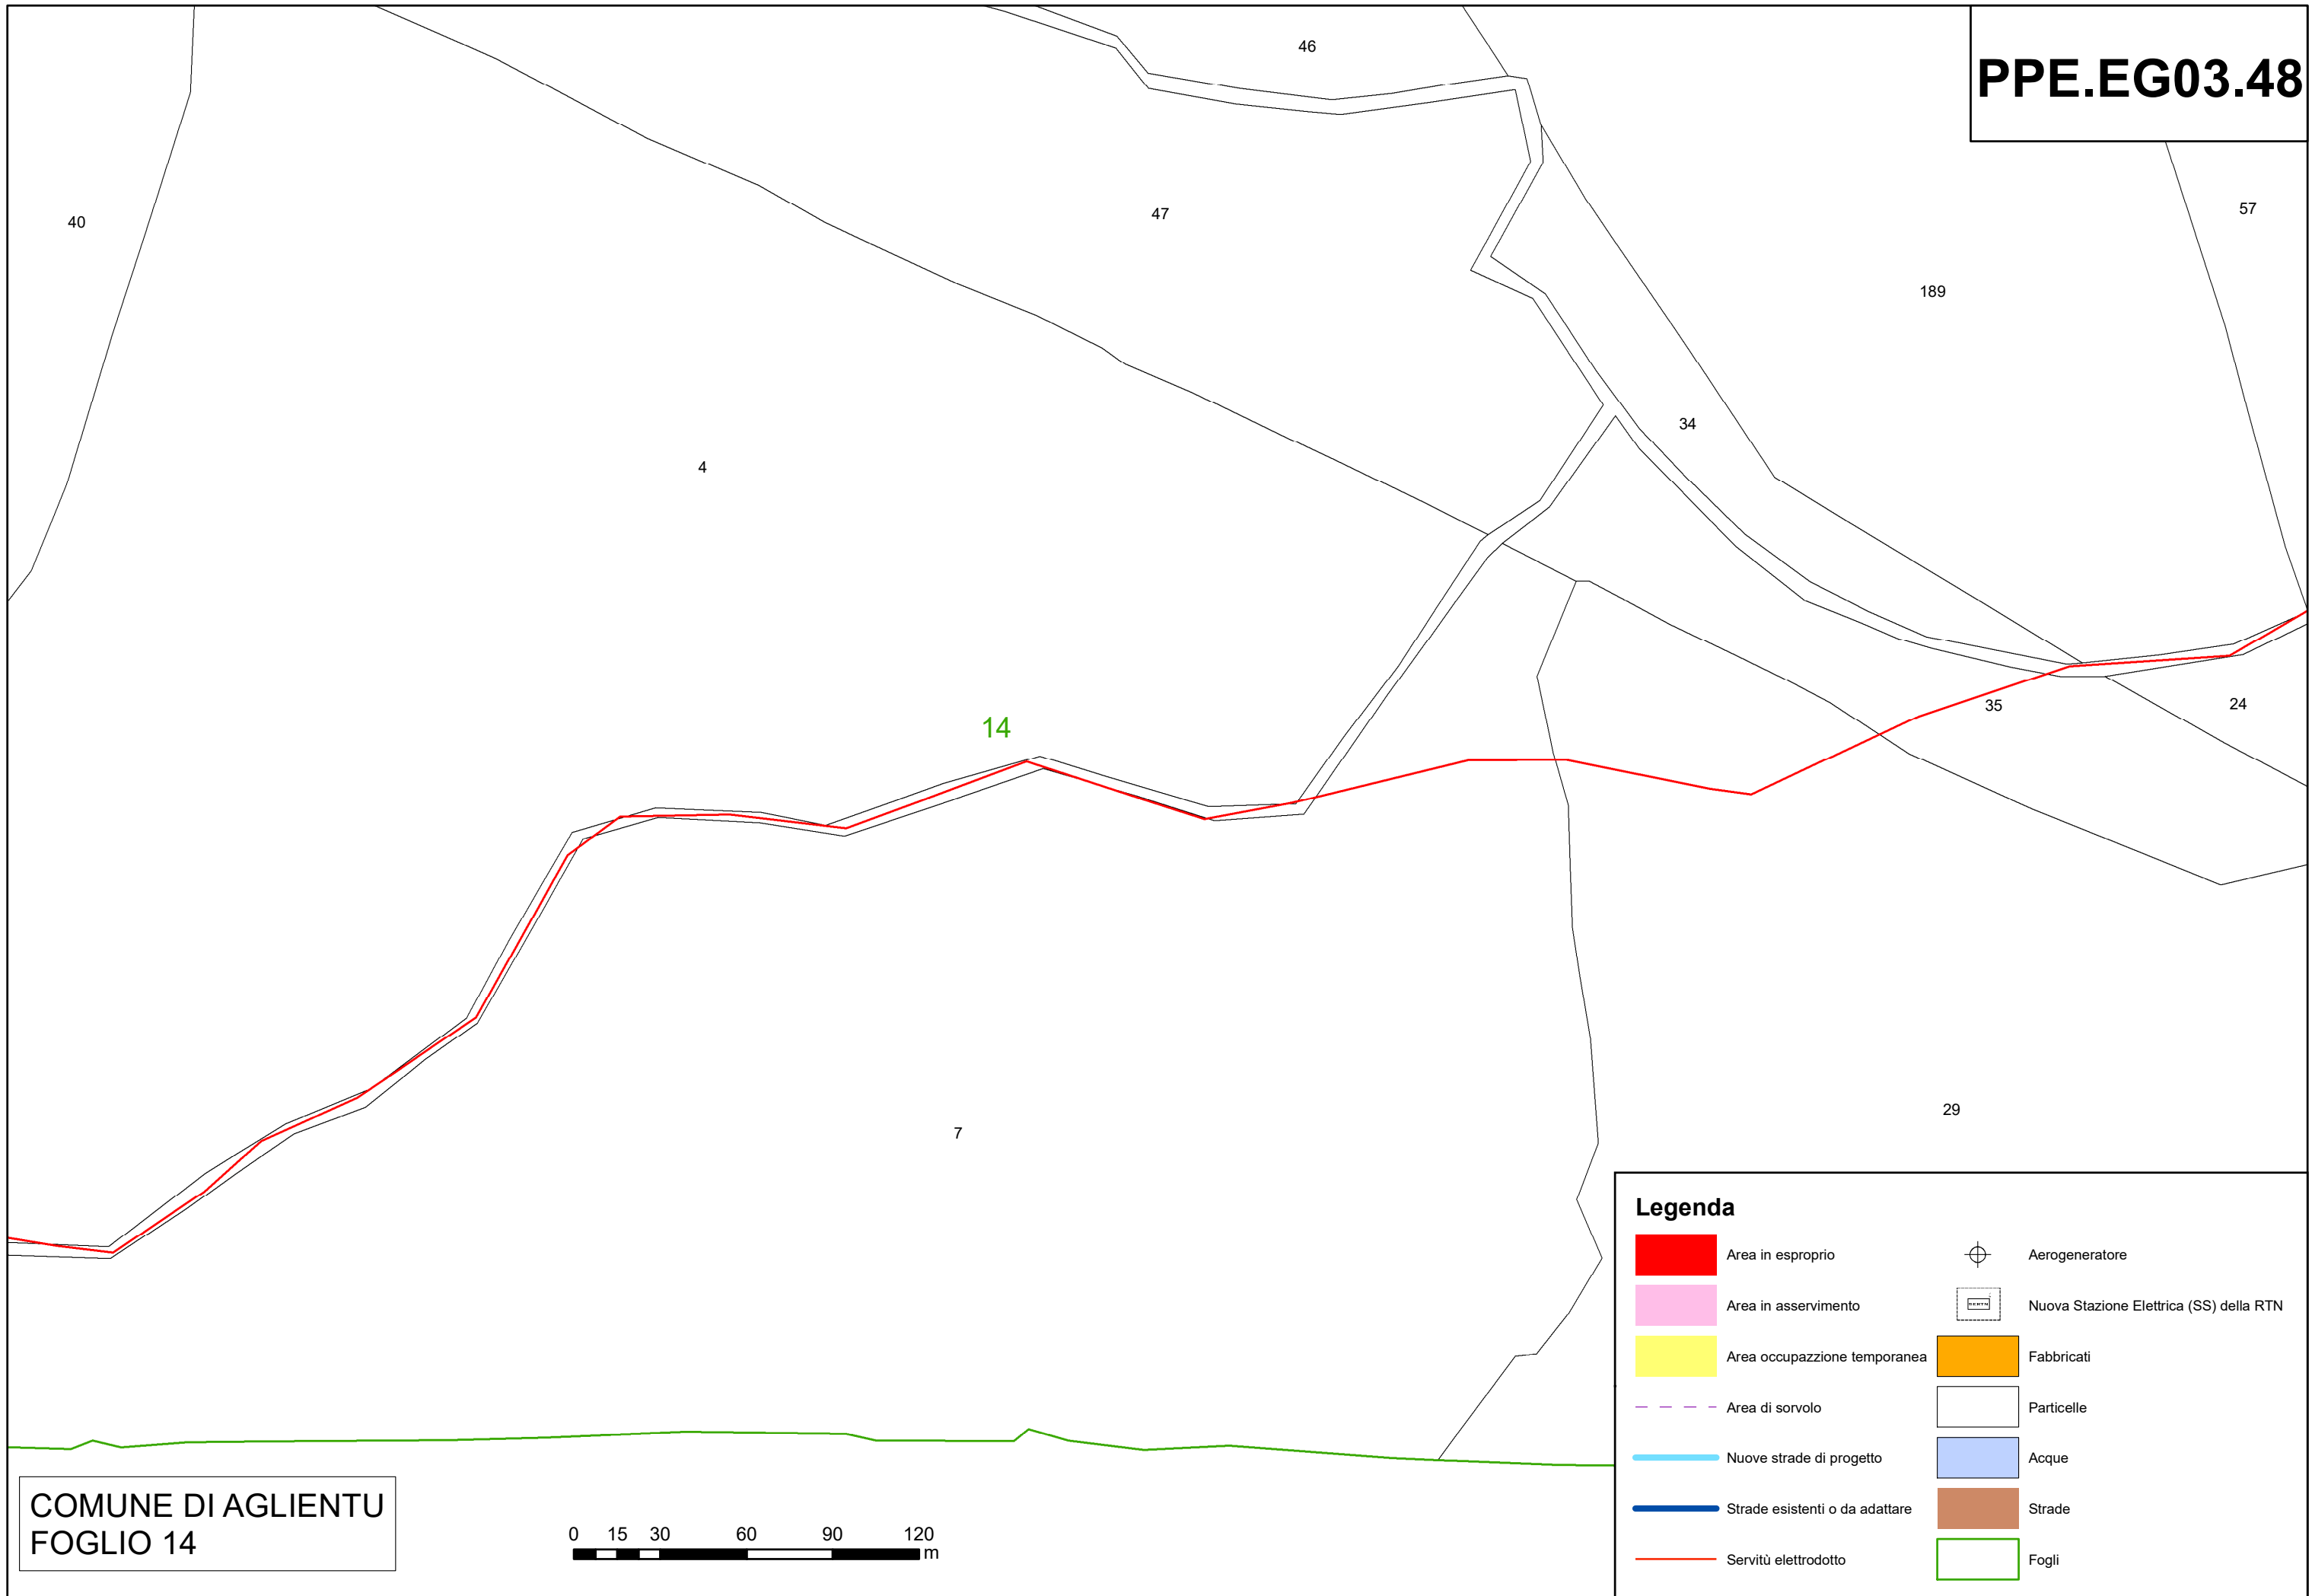 PPE.EG03.48
46
40
47
57
189
34
4
14
35
24
7
29
Legenda
Area in esproprio
Aerogeneratore
Area in asservimento
Nuova Stazione Elettrica (SS) della RTN
Area occupazzione temporanea
Fabbricati
Area di sorvolo
Particelle
Nuove strade di progetto
Acque
Strade esistenti o da adattare
Strade
Servitù elettrodotto
Fogli
COMUNE DI AGLIENTU
FOGLIO 14
0 15 30 60 90 120
m